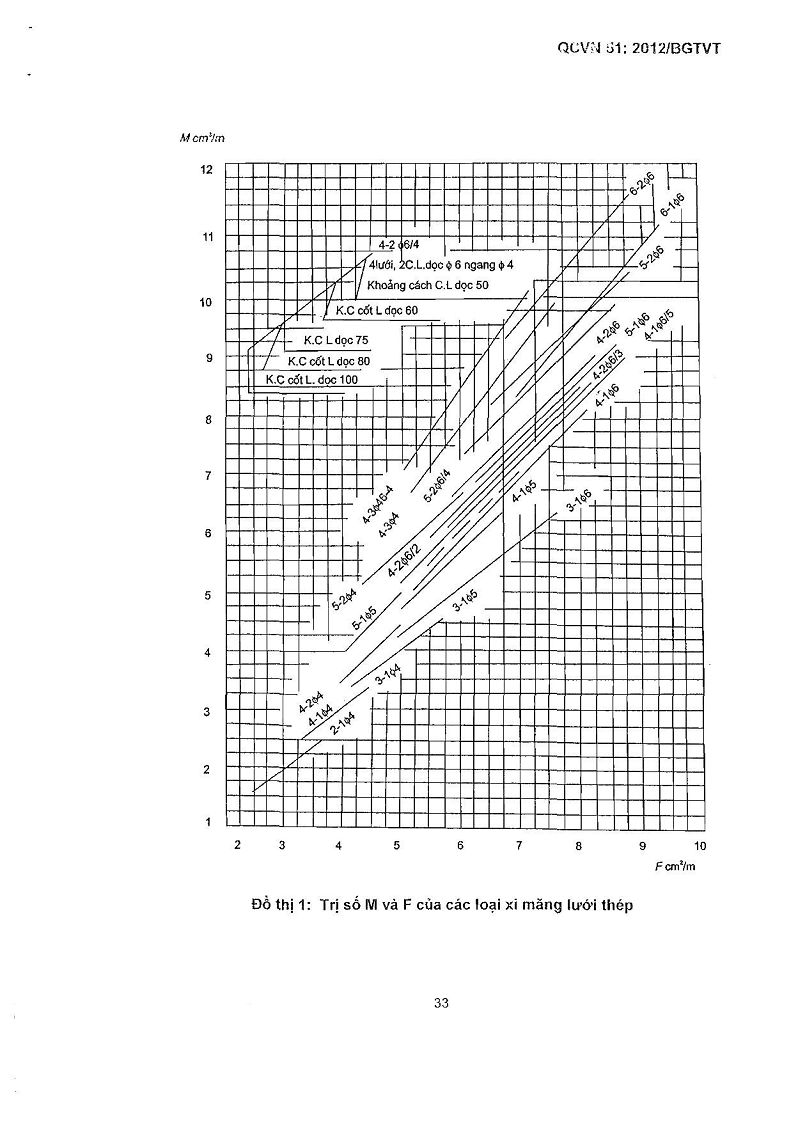 QCVN 51: 2012/BGTVT
M cm³/m
12
11
10
9
8
7
6
5
4
3
2
1
6-2ϕ6
6-1ϕ6
5-2ϕ6
4-2 ϕ6/4
4lưới, 2C.L.dọc ϕ 6 ngang ϕ 4
Khoảng cách C.L dọc 50
K.C cốt L dọc 60
K.C L dọc 75
K.C cốt L dọc 80
K.C cốt L. dọc 100
4-2ϕ6
5-1ϕ6
4-1ϕ6/5
4-2ϕ6/3
4-1ϕ6
5-2ϕ6/4
4-3ϕ46-4
4-3ϕ4
4-1ϕ5
3-1ϕ6
4-2ϕ6/2
5-2ϕ4
5-1ϕ5
3-1ϕ5
3-1ϕ4
4-2ϕ4
4-1ϕ4
2-1ϕ4
2 3 4 5 6 7 8 9 10
F cm²/m
Đồ thị 1: Trị số M và F của các loại xi măng lưới thép
33